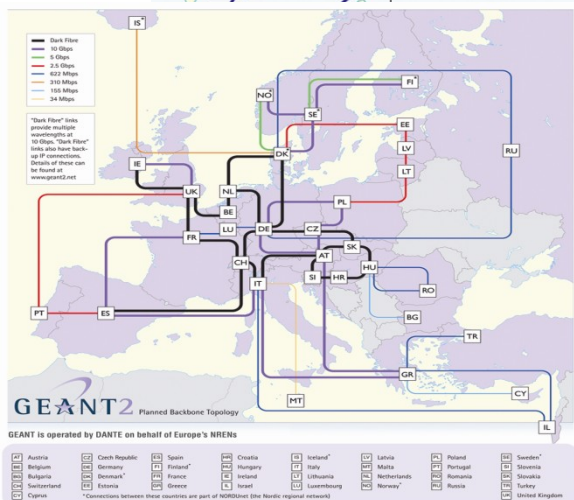 Dark Fibre
10 Gbps
5 Gbps
2.5 Gbps
622 Mbps
310 Mbps
155 Mbps
34 Mbps
"Dark Fibre" links
provide multiple
wavelengths at
10 Gbps. "Dark Fibre"
links also have back-
up IP connections.
Details of these can
be found at
www.geant2.net
IS*
NO*
SE*
FI*
EE
LV
LT
RU
DK*
IE
UK
NL
BE
LU
DE
PL
CZ
FR
SK
AT
CH
HU
IT
SI
HR
RO
BG
PT
ES
TR
GR
CY
MT
IL
GEANT2 Planned Backbone Topology
GEANT is operated by DANTE on behalf of Europe's NRENs
AT Austria CZ Czech Republic ES Spain HR Croatia IS Iceland* LV Latvia PL Poland SE Sweden*
BE Belgium DE Germany FI Finland* HU Hungary IT Italy MT Malta PT Portugal SI Slovenia
BG Bulgaria DK Denmark* FR France IE Ireland LT Lithuania NL Netherlands RO Romania SK Slovakia
CH Switzerland EE Estonia GR Greece IL Israel LU Luxembourg NO Norway* RU Russia TR Turkey
CY Cyprus *Connections between these countries are part of NORDUnet (the Nordic regional network) United Kingdom